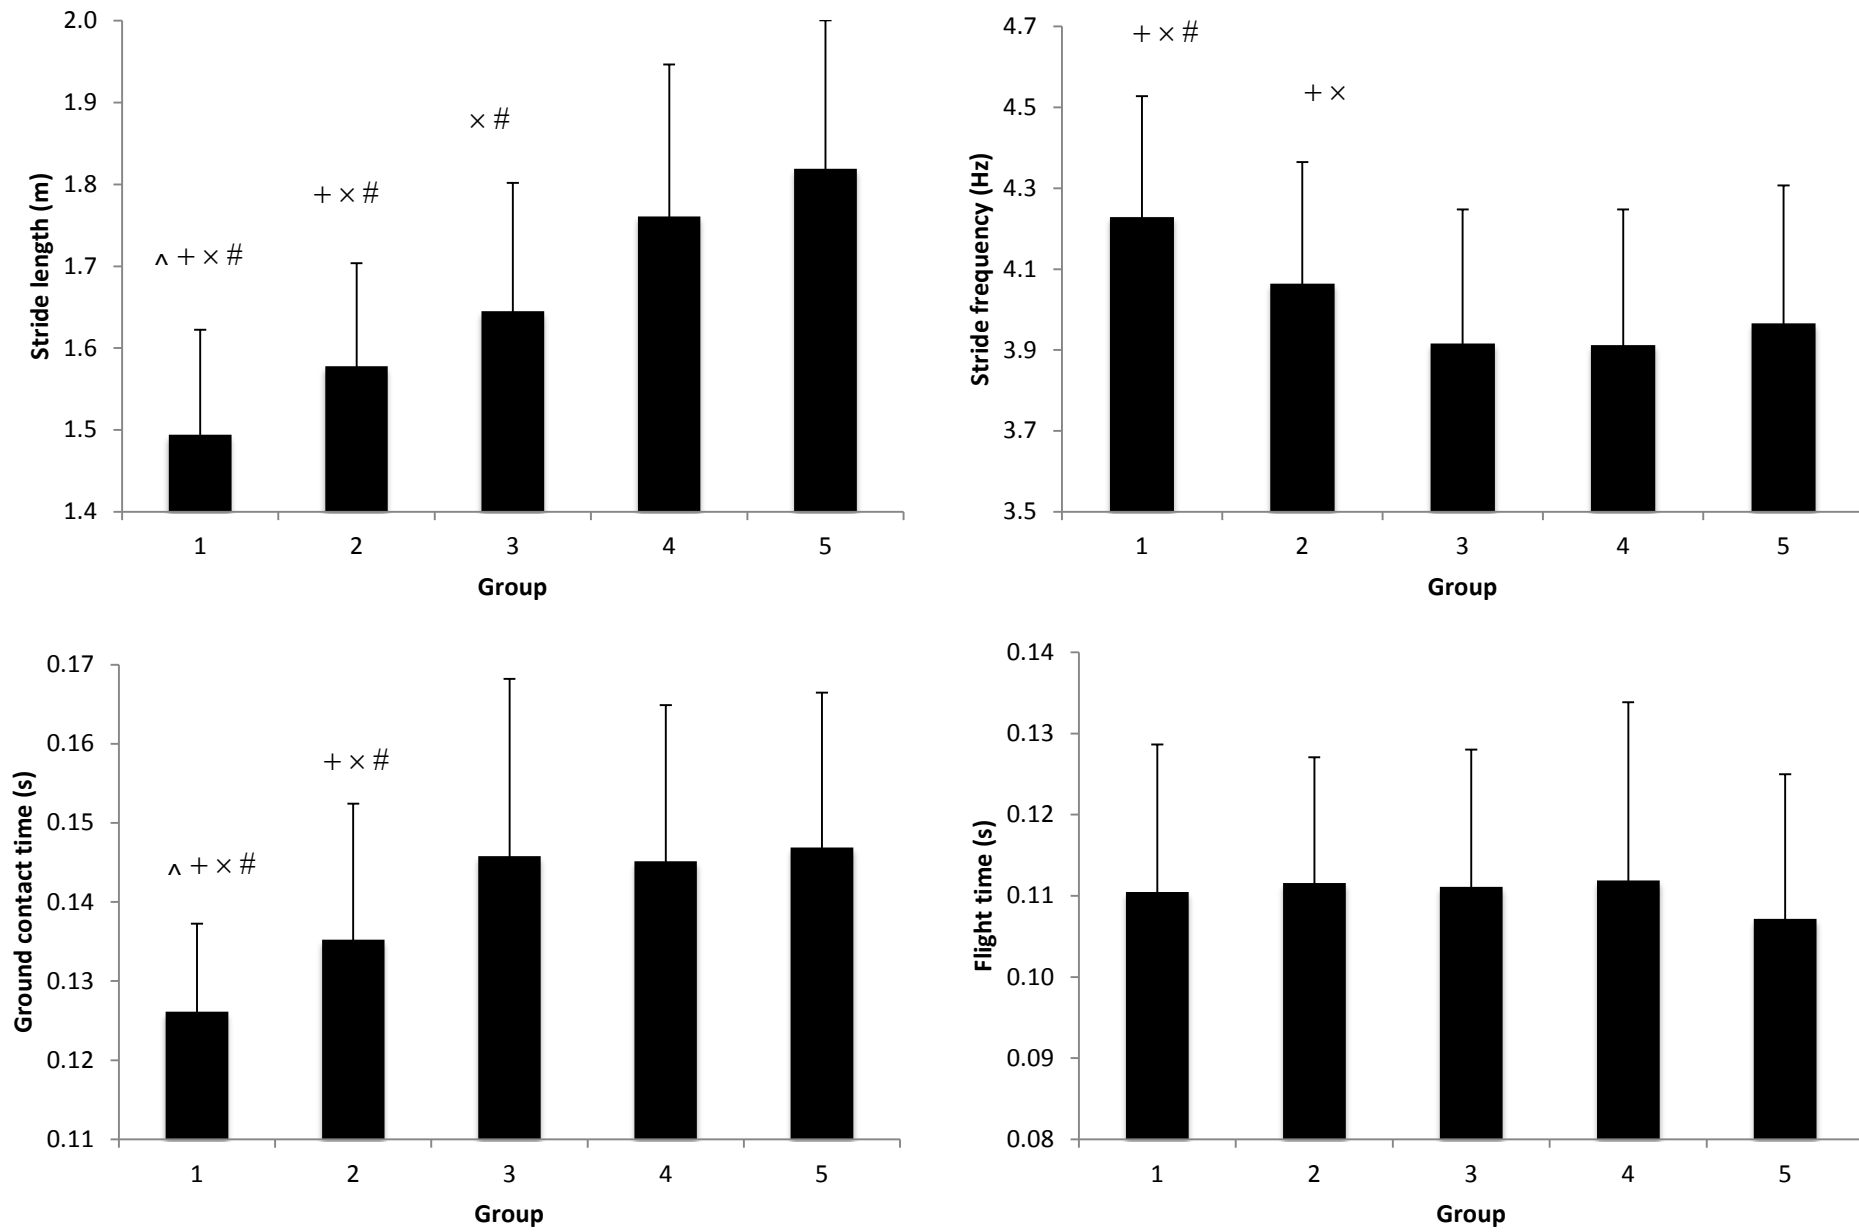 Stride length (m)
2.0
1.9
1.8
1.7
1.6
1.5
1.4
^ + × #
+ × #
× #
1 2 3 4 5
Group
Stride frequency (Hz)
4.7
4.5
4.3
4.1
3.9
3.7
3.5
+ × #
+ ×
1 2 3 4 5
Group
Ground contact time (s)
0.17
0.16
0.15
0.14
0.13
0.12
0.11
^ + × #
+ × #
1 2 3 4 5
Group
Flight time (s)
0.14
0.13
0.12
0.11
0.10
0.09
0.08
1 2 3 4 5
Group